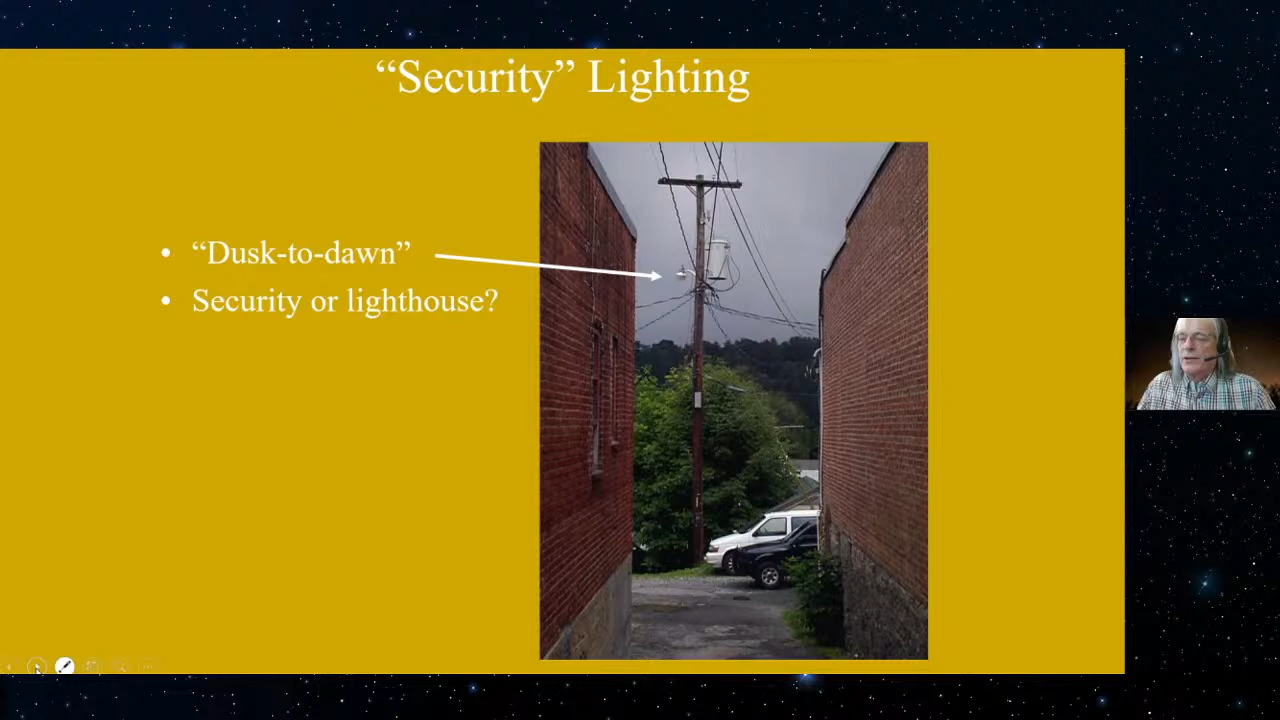 “Security” Lighting
• “Dusk-to-dawn”
• Security or lighthouse?